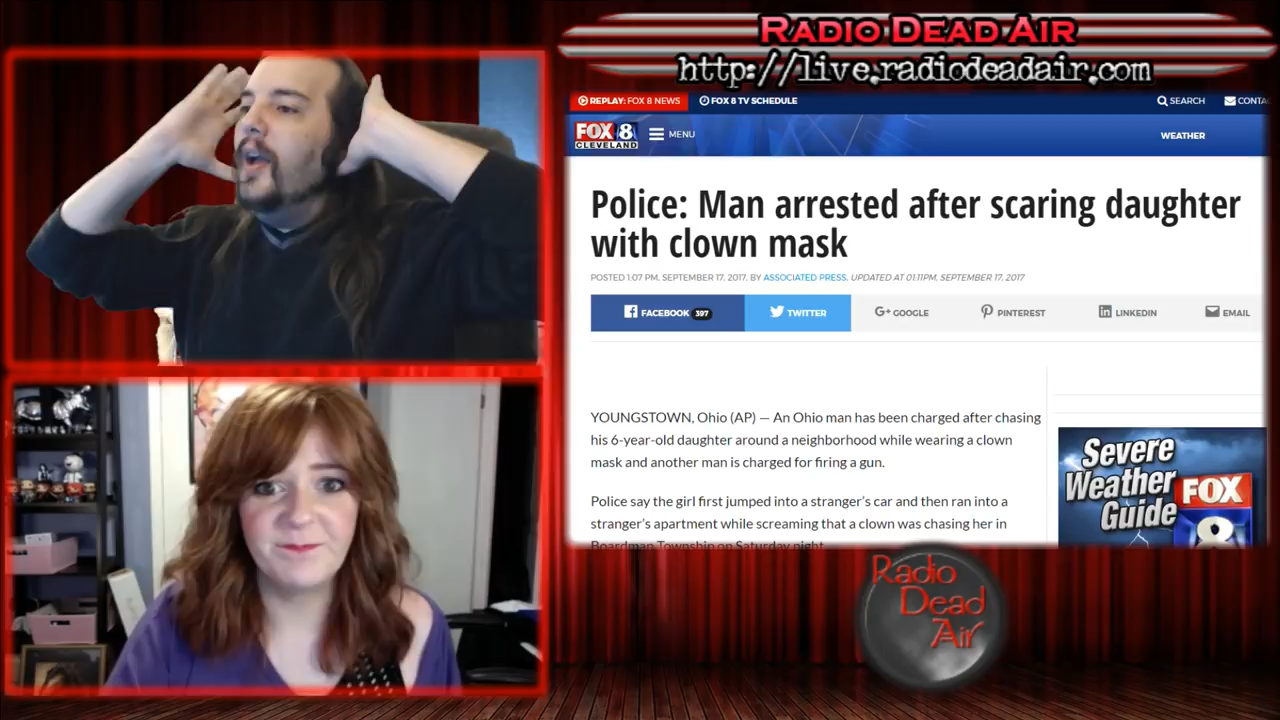 RADIO DEAD AIR
http://live.radiodeadair.com
REPLAY: FOX 8 NEWS
FOX 8 TV SCHEDULE
SEARCH
CONTAC
FOX 8
CLEVELAND
MENU
WEATHER
Police: Man arrested after scaring daughter
with clown mask
POSTED 1:07 PM, SEPTEMBER 17, 2017, BY ASSOCIATED PRESS, UPDATED AT 01:11PM, SEPTEMBER 17, 2017
FACEBOOK 397
TWITTER
G+ GOOGLE
PINTEREST
LINKEDIN
EMAIL
YOUNGSTOWN, Ohio (AP) — An Ohio man has been charged after chasing
his 6-year-old daughter around a neighborhood while wearing a clown
mask and another man is charged for firing a gun.
Police say the girl first jumped into a stranger's car and then ran into a
stranger's apartment while screaming that a clown was chasing her in
Boardman Township on Saturday night.
Severe
Weather
Guide
FOX
8
Radio
Dead
Air